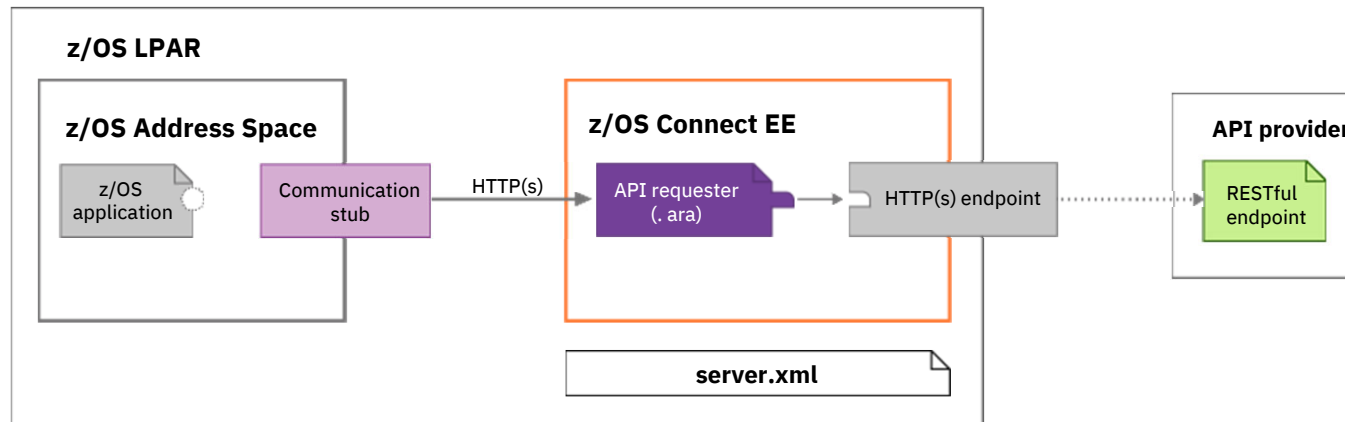 z/OS LPAR
z/OS Address Space
z/OS
application
Communication
stub
HTTP(s)
z/OS Connect EE
API requester
(. ara)
HTTP(s) endpoint
API provider
RESTful
endpoint
server.xml